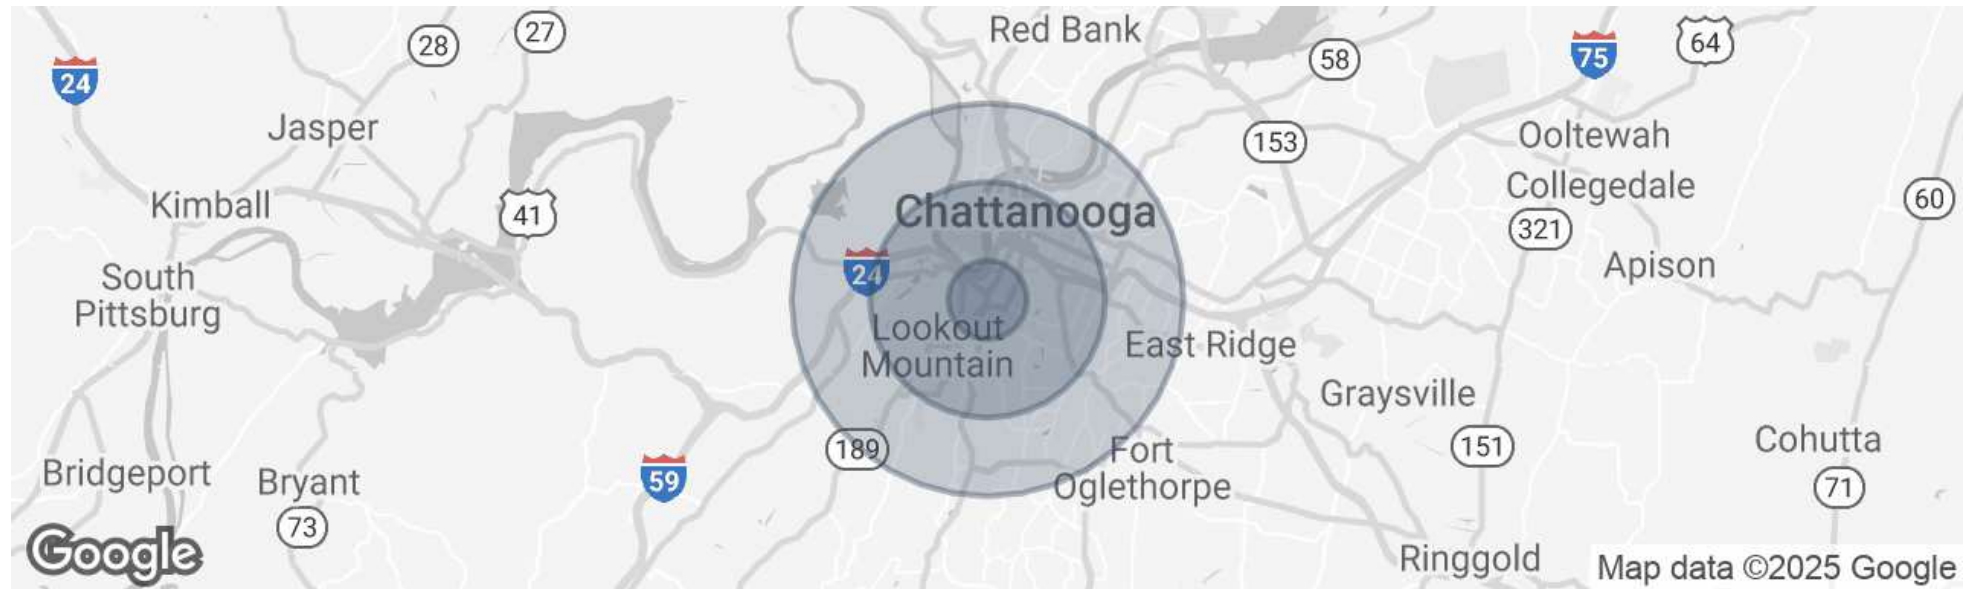 27
Red Bank
64
28
58
75
24
Jasper
153
Ooltewah
Collegedale
60
Kimball
41
Chattanooga
321
24
Apison
South
Pittsburg
Lookout
Mountain
East Ridge
Graysville
189
Fort
Oglethorpe
151
Cohutta
Bridgeport
Bryant
59
71
73
Google
Ringgold
Map data ©2025 Google